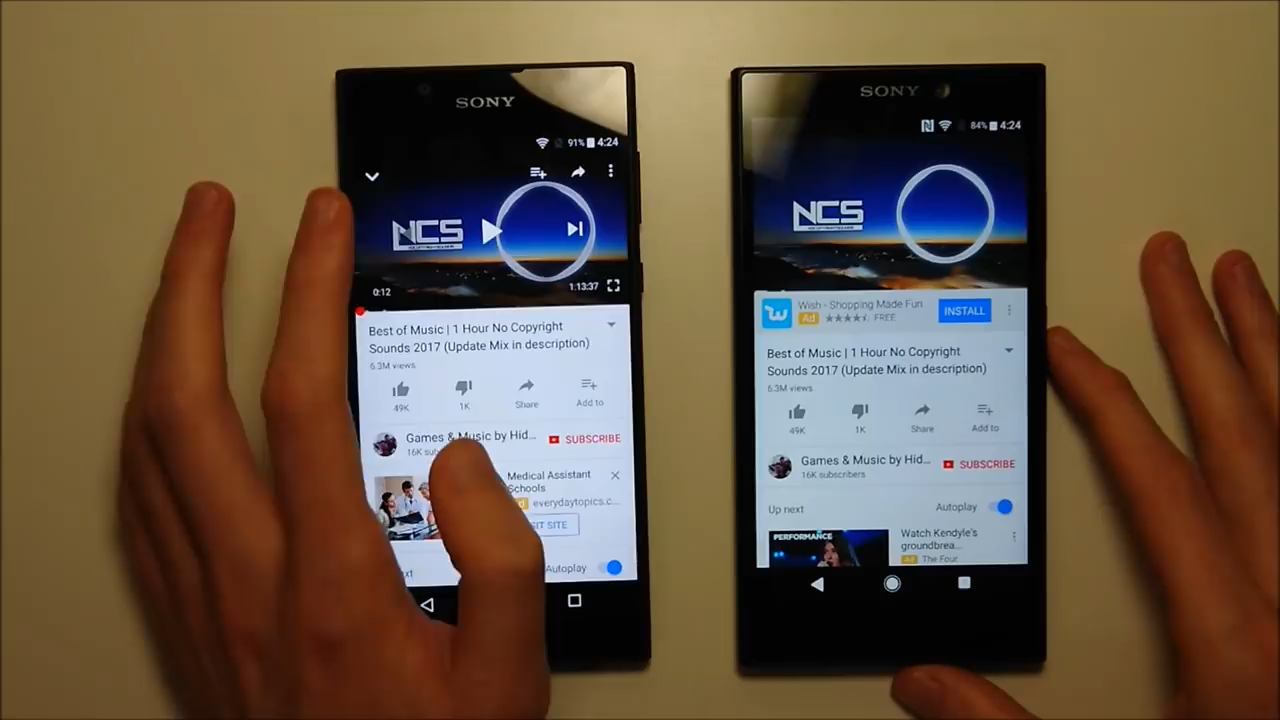 SONY
91% 4:24
NCS
0:12
1:13:37
Best of Music | 1 Hour No Copyright
Sounds 2017 (Update Mix in description)
6.3M views
49K
1K
Share
Add to
Games & Music by Hid...
SUBSCRIBE
16K
Medical Assistant
Schools
everydaytopics.c...
SITE
Autoplay
SONY
84% 4:24
NCS
Wish - Shopping Made Fun
Ad
FREE
INSTALL
Best of Music | 1 Hour No Copyright
Sounds 2017 (Update Mix in description)
6.3M views
49K
1K
Share
Add to
Games & Music by Hid...
SUBSCRIBE
16K subscribers
Up next
Autoplay
PERFORMANCE
Watch Kendyle's
groundbrea...
Ad The Four